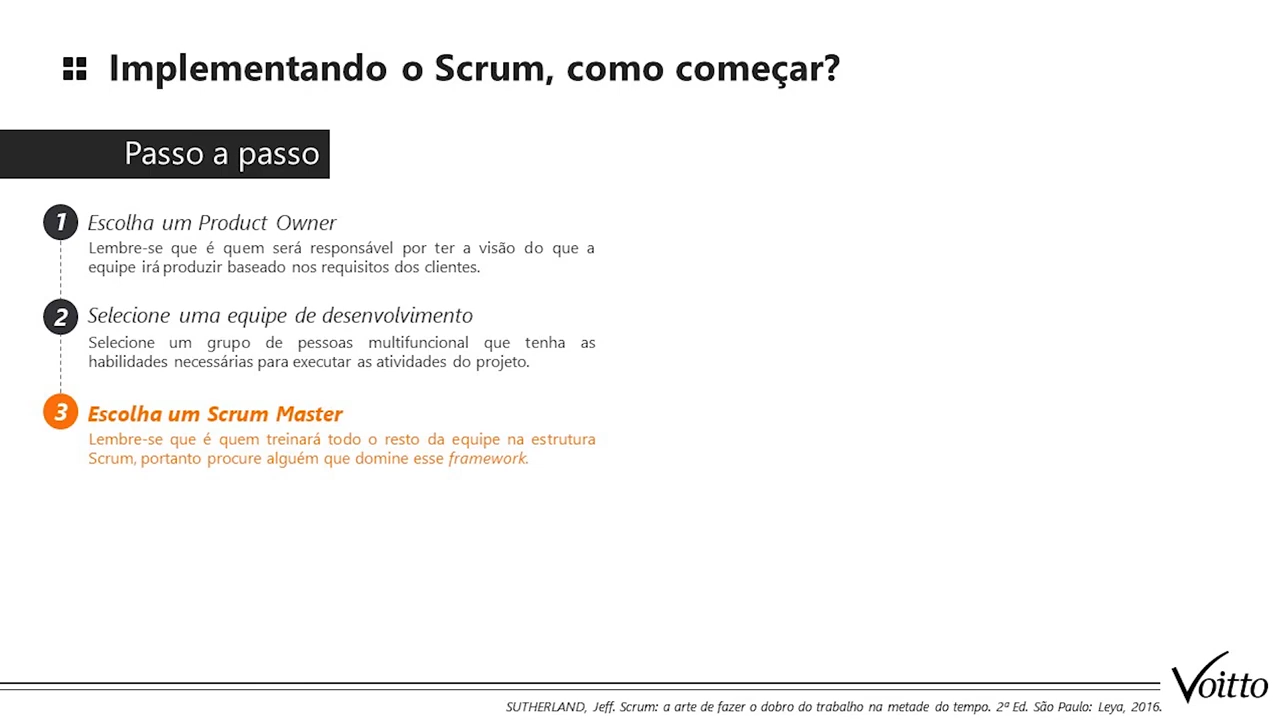 Implementando o Scrum, como começar?
Passo a passo
1 Escolha um Product Owner
Lembre-se que é quem será responsável por ter a visão do que a
equipe irá produzir baseado nos requisitos dos clientes.
2 Selecione uma equipe de desenvolvimento
Selecione um grupo de pessoas multifuncional que tenha as
habilidades necessárias para executar as atividades do projeto.
3 Escolha um Scrum Master
Lembre-se que é quem treinará todo o resto da equipe na estrutura
Scrum, portanto procure alguém que domine esse framework.
Voitto
SUTHERLAND, Jeff. Scrum: a arte de fazer o dobro do trabalho na metade do tempo. 2ª Ed. São Paulo: Leya, 2016.